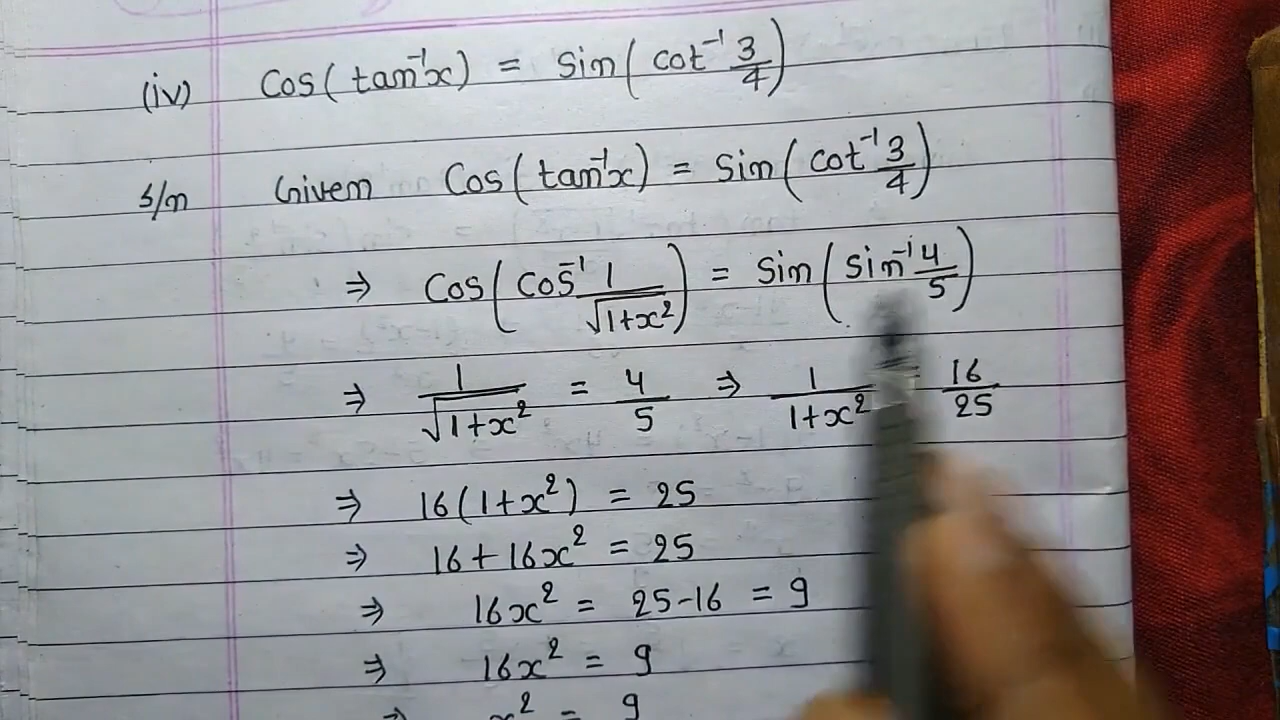 (iv) Cos(tan⁻¹x) = Sin(cot⁻¹ 3/4)
s/n Given Cos(tan⁻¹x) = Sin(cot⁻¹ 3/4)
⇒ Cos(Cos⁻¹ 1/√(1+x²)) = Sin(Sin⁻¹ 4/5)
⇒ 1/√(1+x²) = 4/5 ⇒ 1/(1+x²) = 16/25
⇒ 16(1+x²) = 25
⇒ 16+16x² = 25
⇒ 16x² = 25-16 = 9
⇒ 16x² = 9
⇒ x² = 9